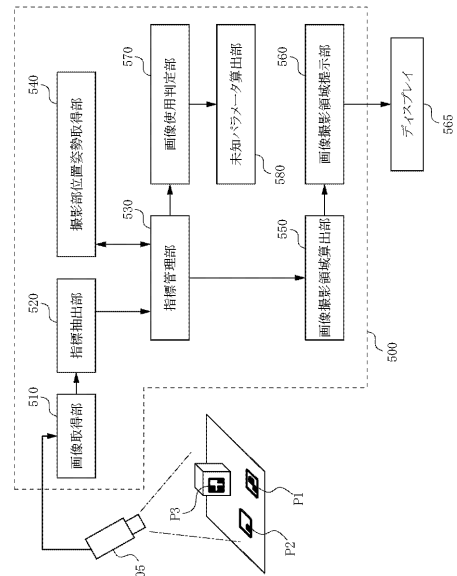 510
画像取得部
520
指標抽出部
540
撮影部位置姿勢取得部
530
指標管理部
570
画像使用判定部
未知パラメータ算出部
580
550
画像撮影領域算出部
560
画像撮影領域提示部
ディスプレイ
565
500
05
P3
P2
P1